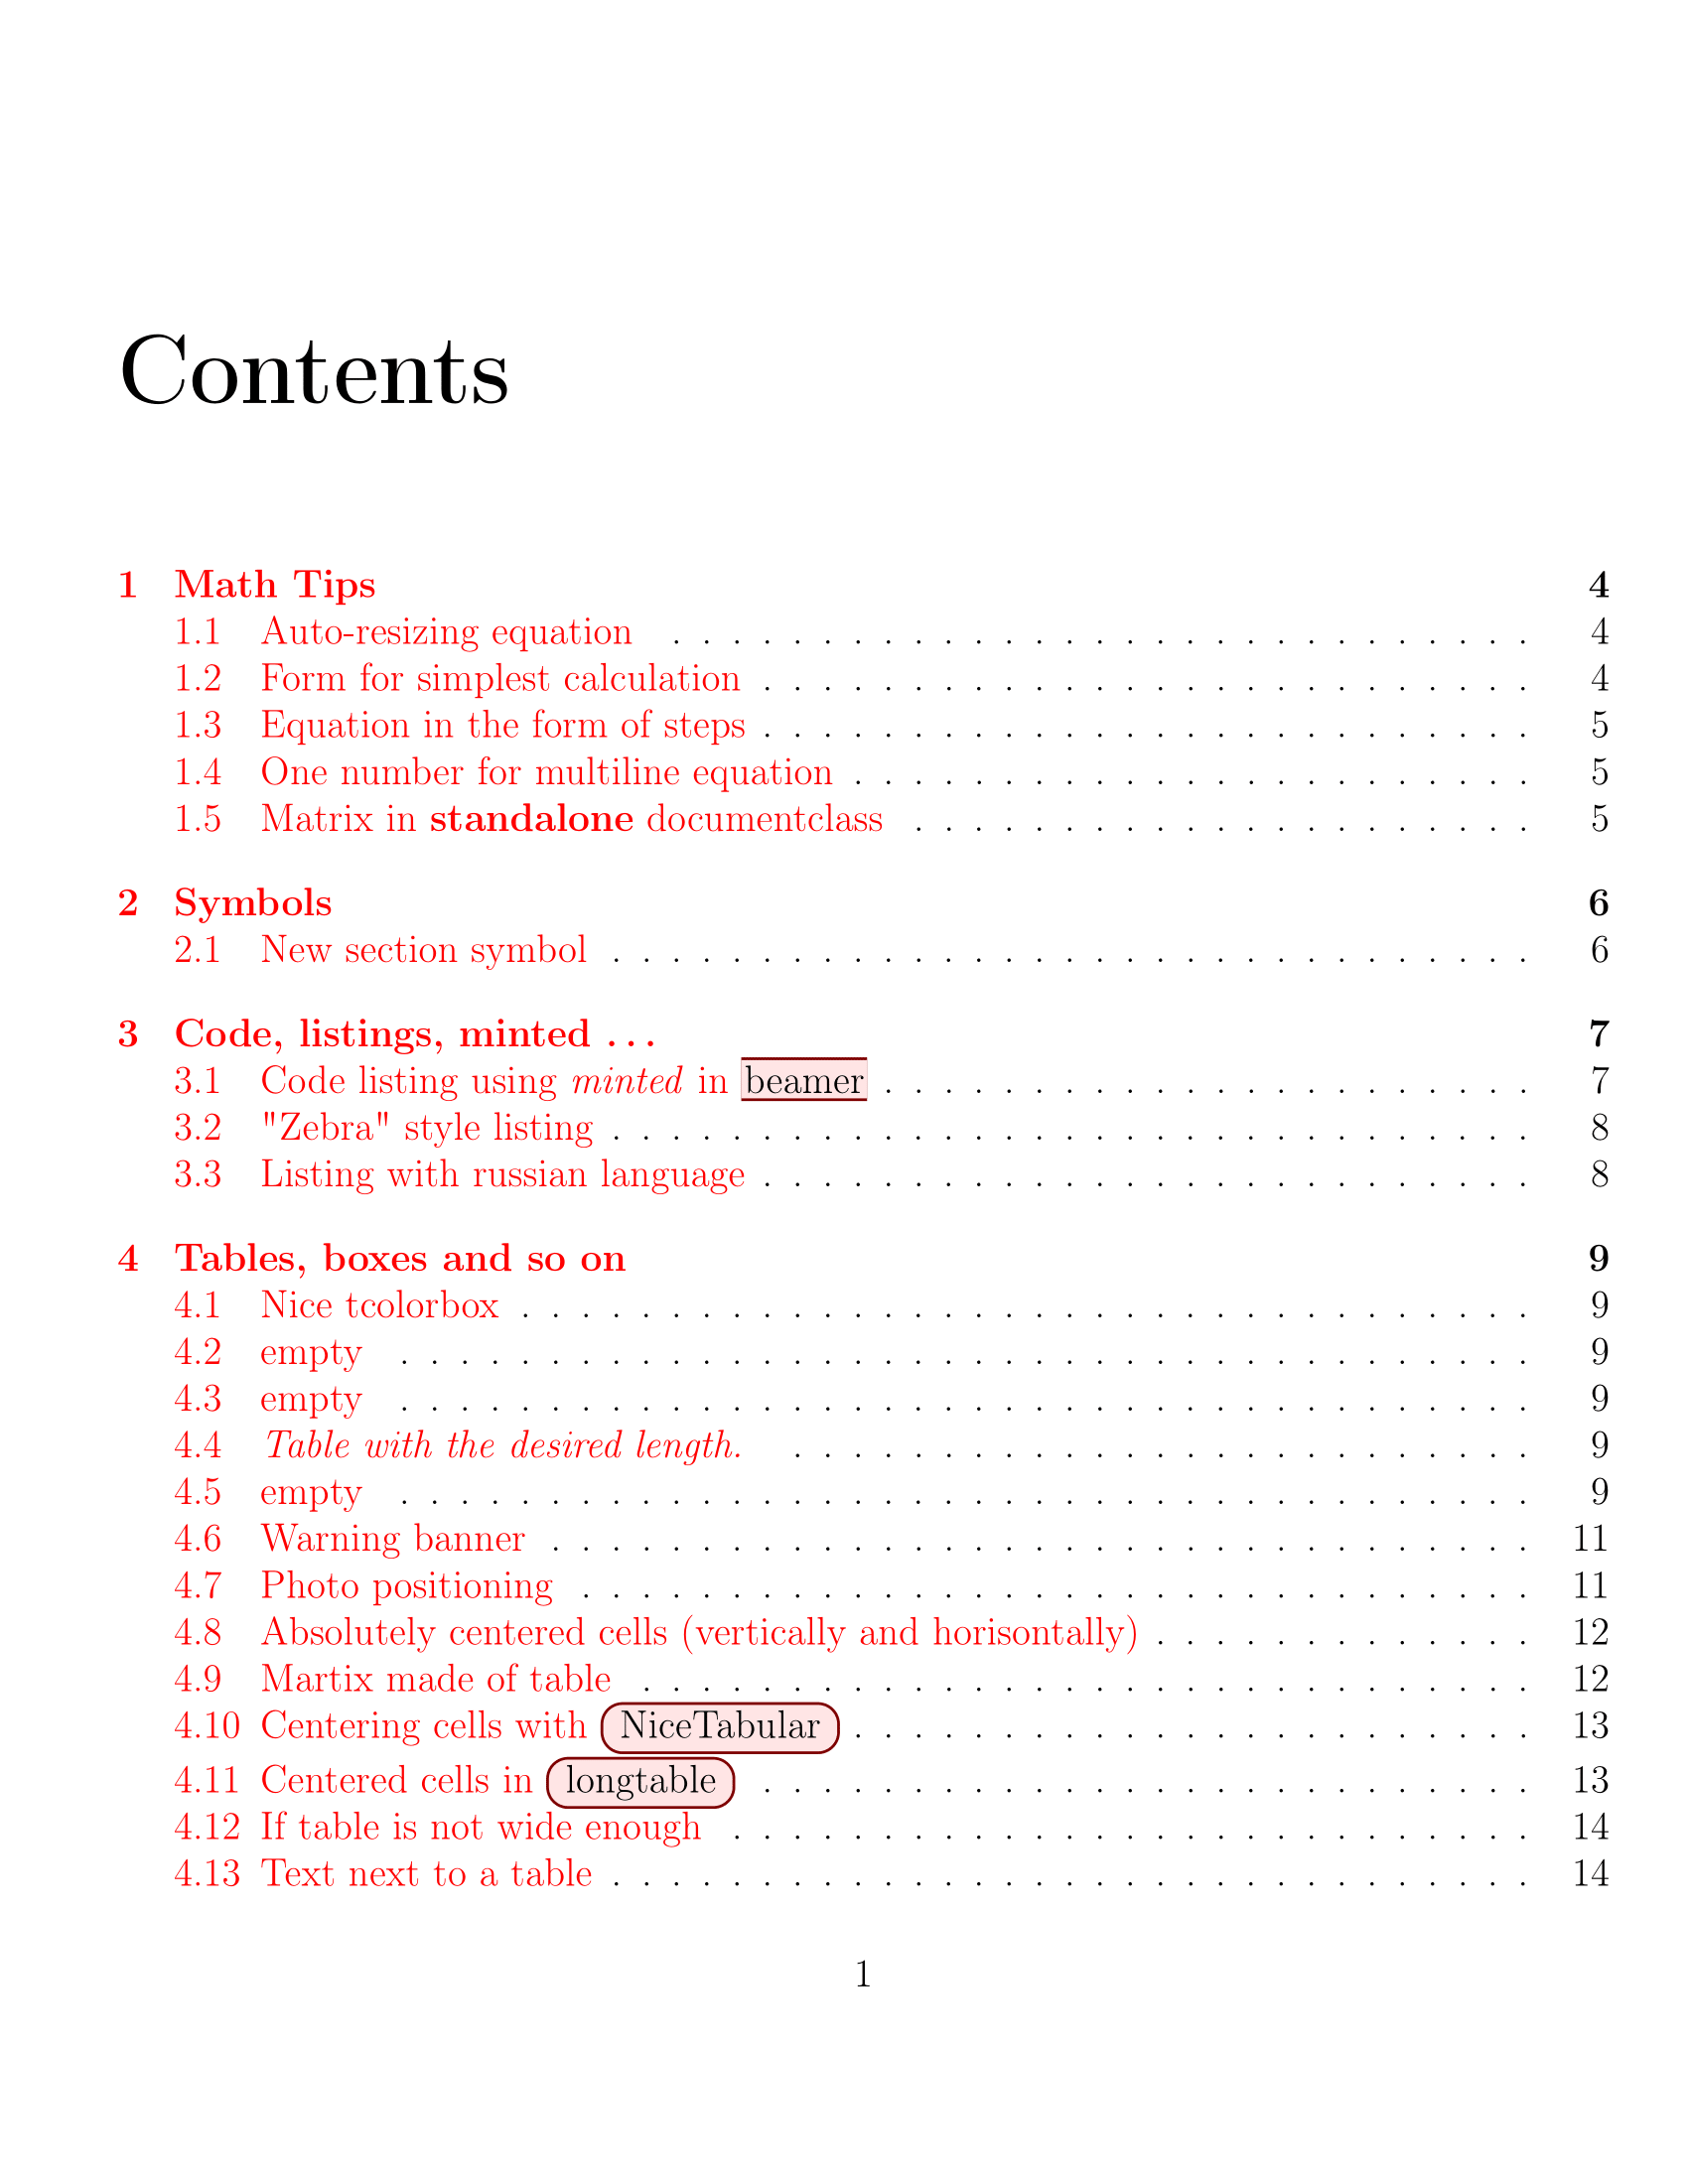 Contents
1 Math Tips 4
1.1 Auto-resizing equation . . . . . . . . . . . . . . . . . . . . . . . . . . . . . 4
1.2 Form for simplest calculation . . . . . . . . . . . . . . . . . . . . . . . . . . 4
1.3 Equation in the form of steps . . . . . . . . . . . . . . . . . . . . . . . . . . 5
1.4 One number for multiline equation . . . . . . . . . . . . . . . . . . . . . . . 5
1.5 Matrix in standalone documentclass . . . . . . . . . . . . . . . . . . . . . 5
2 Symbols 6
2.1 New section symbol . . . . . . . . . . . . . . . . . . . . . . . . . . . . . . . 6
3 Code, listings, minted ... 7
3.1 Code listing using minted in beamer . . . . . . . . . . . . . . . . . . . . . . 7
3.2 "Zebra" style listing . . . . . . . . . . . . . . . . . . . . . . . . . . . . . . . 8
3.3 Listing with russian language . . . . . . . . . . . . . . . . . . . . . . . . . . 8
4 Tables, boxes and so on 9
4.1 Nice tcolorbox . . . . . . . . . . . . . . . . . . . . . . . . . . . . . . . . . . 9
4.2 empty . . . . . . . . . . . . . . . . . . . . . . . . . . . . . . . . . . . . . . 9
4.3 empty . . . . . . . . . . . . . . . . . . . . . . . . . . . . . . . . . . . . . . 9
4.4 Table with the desired length. . . . . . . . . . . . . . . . . . . . . . . . . . 9
4.5 empty . . . . . . . . . . . . . . . . . . . . . . . . . . . . . . . . . . . . . . 9
4.6 Warning banner . . . . . . . . . . . . . . . . . . . . . . . . . . . . . . . . . 11
4.7 Photo positioning . . . . . . . . . . . . . . . . . . . . . . . . . . . . . . . . 11
4.8 Absolutely centered cells (vertically and horisontally) . . . . . . . . . . . . . 12
4.9 Martix made of table . . . . . . . . . . . . . . . . . . . . . . . . . . . . . . 12
4.10 Centering cells with NiceTabular . . . . . . . . . . . . . . . . . . . . . . . 13
4.11 Centered cells in longtable . . . . . . . . . . . . . . . . . . . . . . . . . . 13
4.12 If table is not wide enough . . . . . . . . . . . . . . . . . . . . . . . . . . . 14
4.13 Text next to a table . . . . . . . . . . . . . . . . . . . . . . . . . . . . . . . 14
1